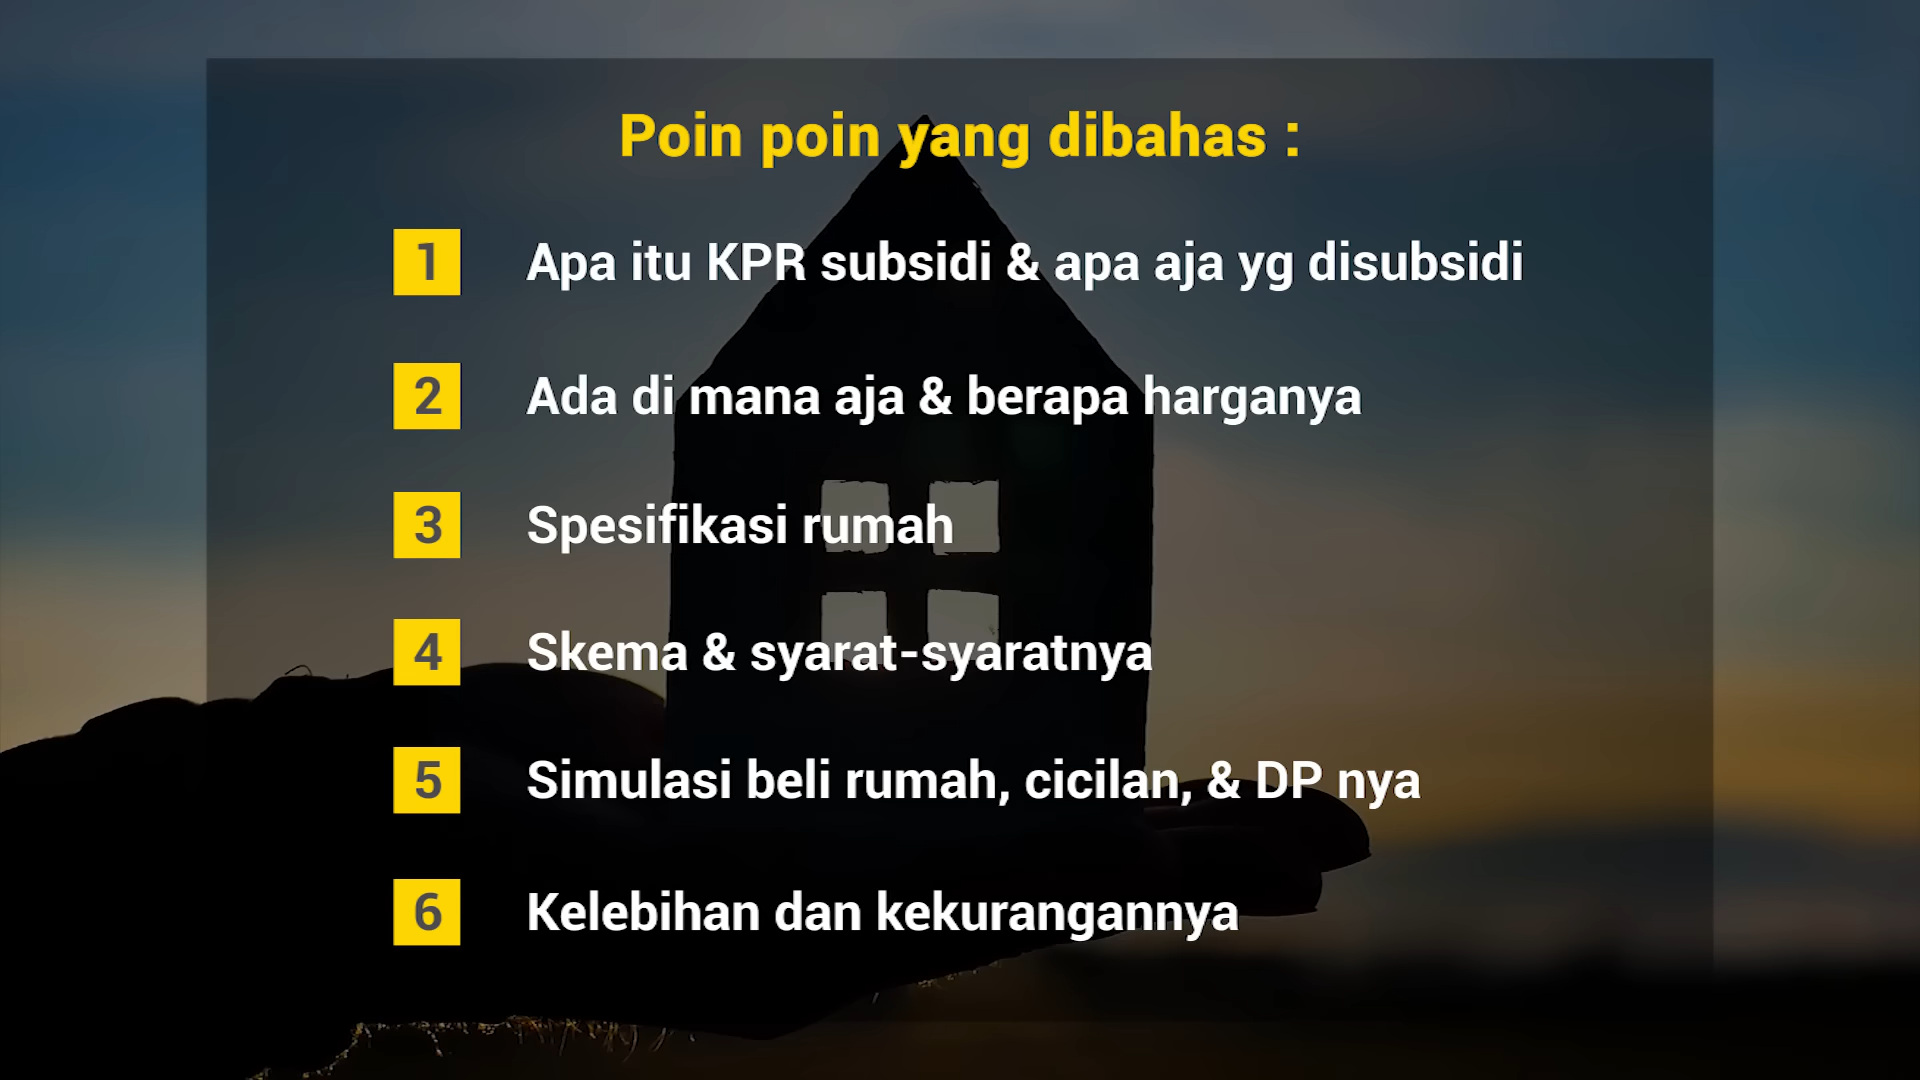 Poin poin yang dibahas :
1 Apa itu KPR subsidi & apa aja yg disubsidi
2 Ada di mana aja & berapa harganya
3 Spesifikasi rumah
4 Skema & syarat-syaratnya
5 Simulasi beli rumah, cicilan, & DP nya
6 Kelebihan dan kekurangannya